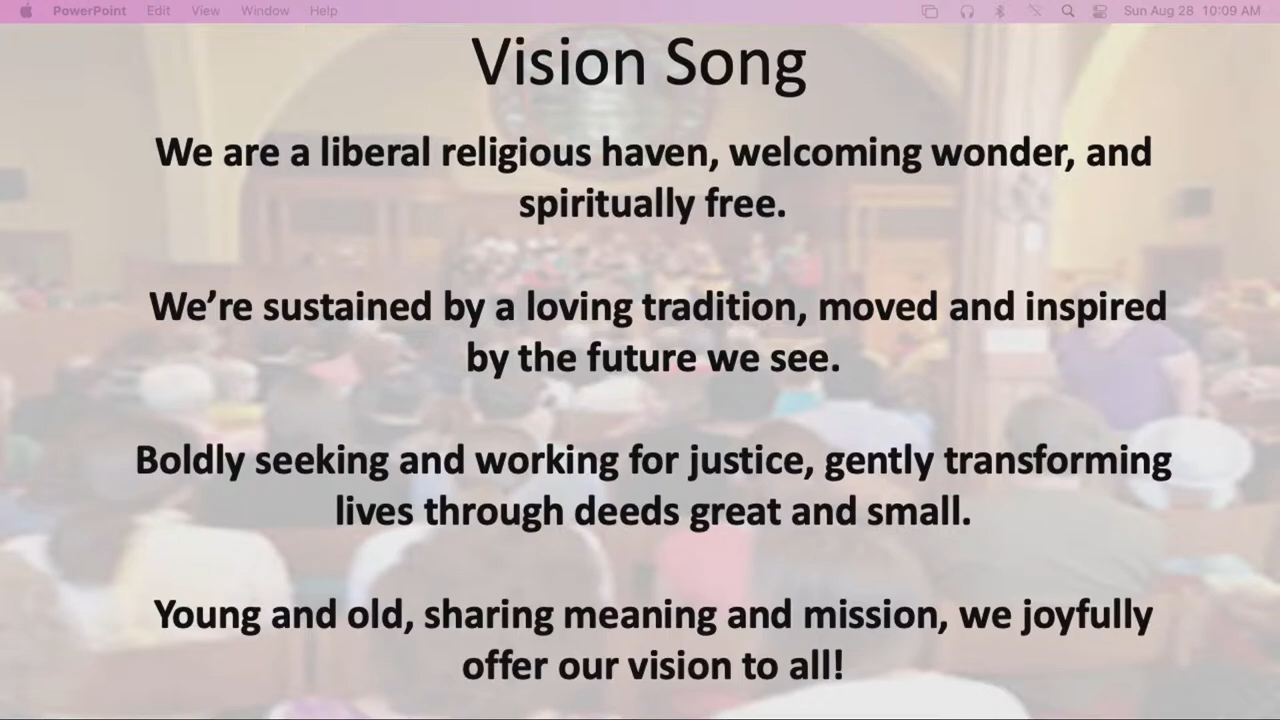 PowerPoint Edit View Window Help Sun Aug 28 10:09 AM
Vision Song
We are a liberal religious haven, welcoming wonder, and
spiritually free.
We’re sustained by a loving tradition, moved and inspired
by the future we see.
Boldly seeking and working for justice, gently transforming
lives through deeds great and small.
Young and old, sharing meaning and mission, we joyfully
offer our vision to all!